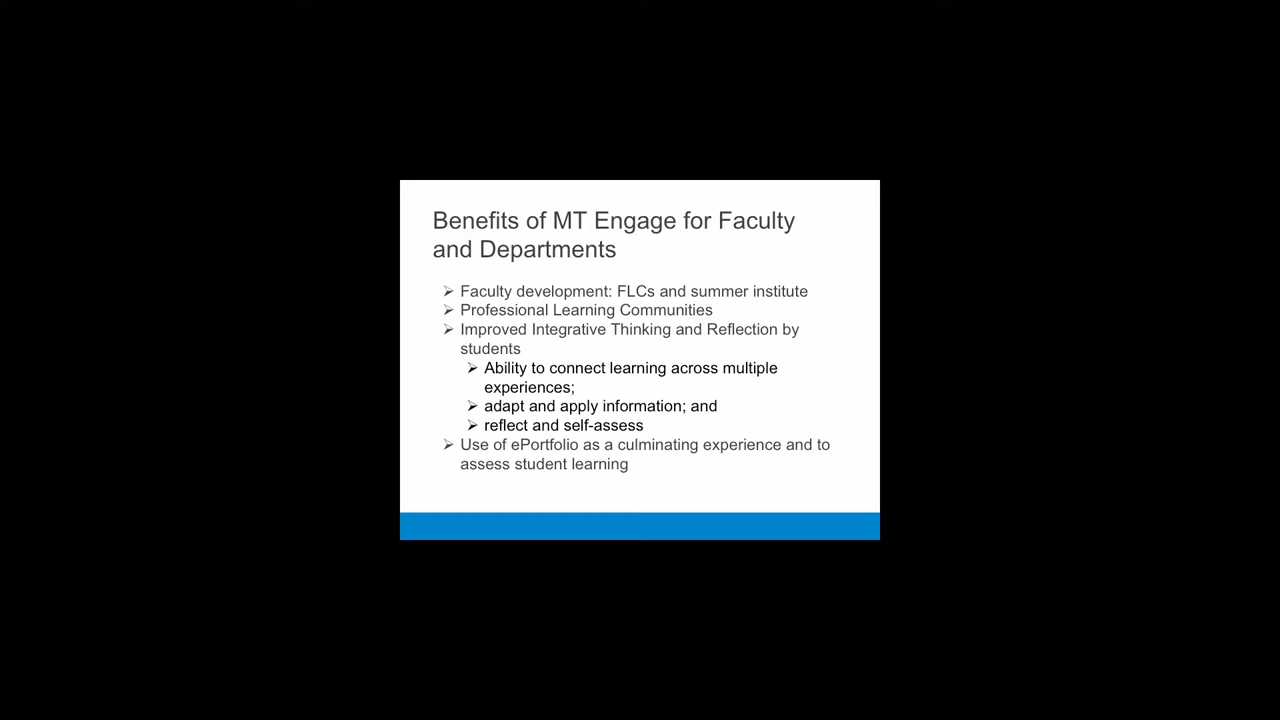 Benefits of MT Engage for Faculty
and Departments
➢ Faculty development: FLCs and summer institute
➢ Professional Learning Communities
➢ Improved Integrative Thinking and Reflection by
students
➢ Ability to connect learning across multiple
experiences;
➢ adapt and apply information; and
➢ reflect and self-assess
➢ Use of ePortfolio as a culminating experience and to
assess student learning